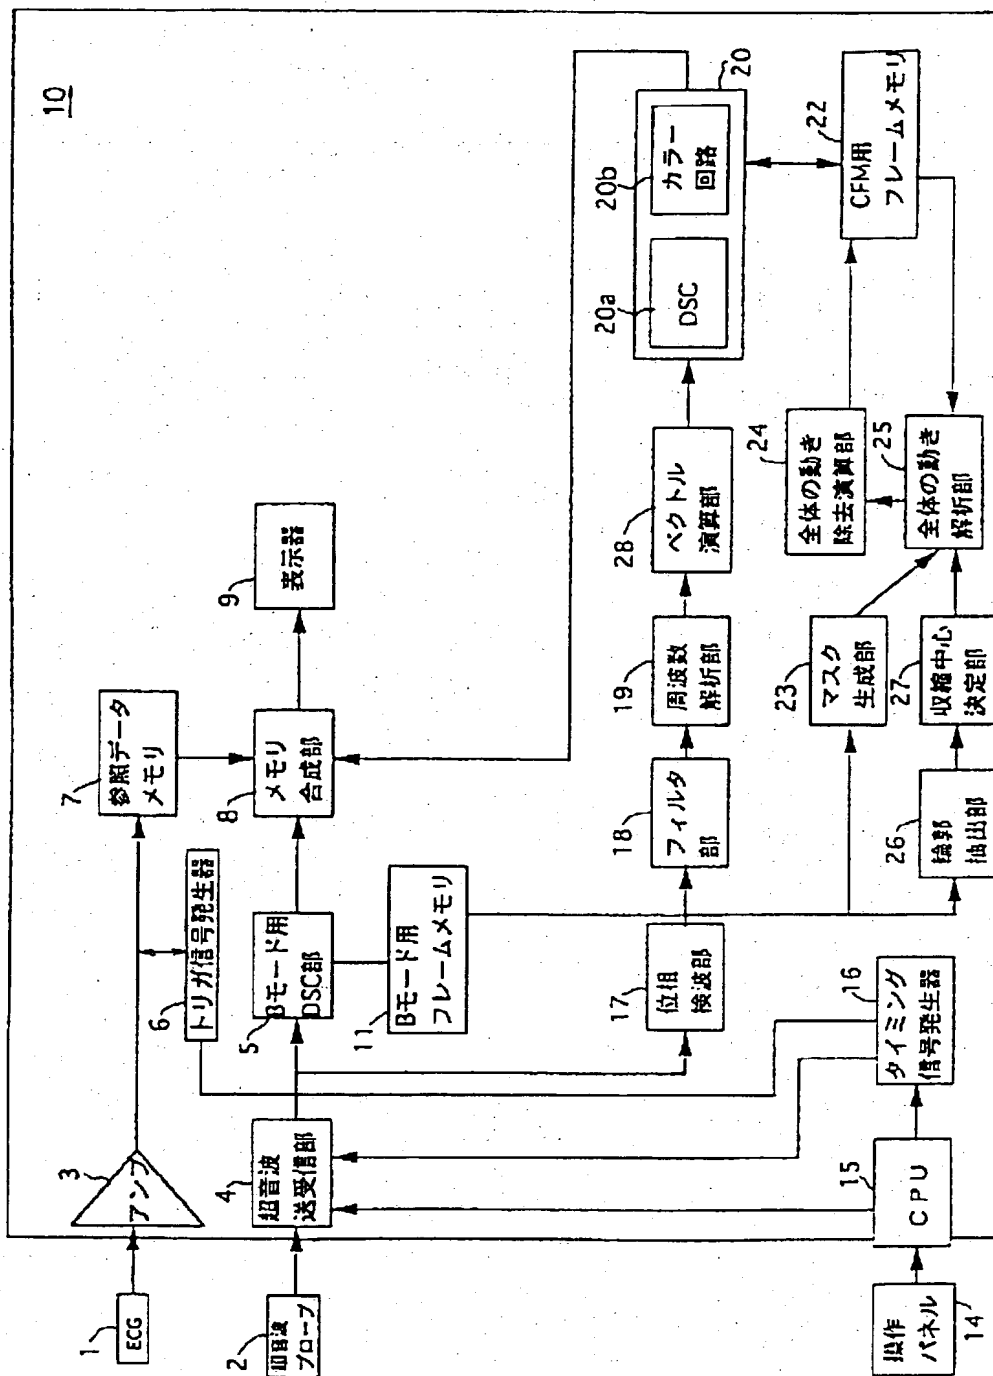 10
1
ECG
3
アンプ
7
参照データ
メモリ
6
トリガ信号発生器
2
超音波
プローブ
4
超音波
送受信部
5
Bモード用
DSC部
8
メモリ
合成部
9
表示器
11
Bモード用
フレームメモリ
17
位相
検波部
18
フィルタ
部
19
周波数
解析部
28
ベクトル
演算部
20
20a
DSC
20b
カラー
回路
22
CFM用
フレームメモリ
23
マスク
生成部
24
全体の動き
除去演算部
25
全体の動き
解析部
26
輪郭
抽出部
27
収縮中心
決定部
14
操作
パネル
15
CPU
16
タイミング
信号発生器